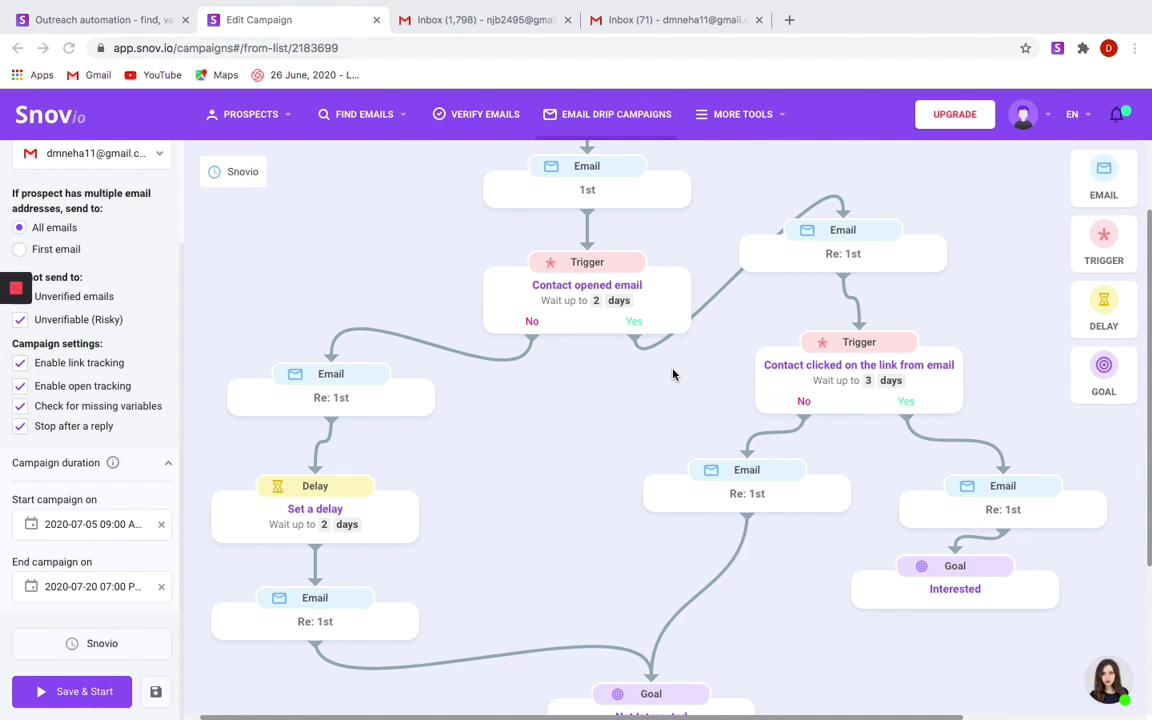 Outreach automation - find, va
Edit Campaign
Inbox (1,798) - njb2495@gmai
Inbox (71) - dmneha11@gmail.c
app.snov.io/campaigns#/from-list/2183699
D
Apps
Gmail
YouTube
Maps
26 June, 2020 - L...
Snovio
PROSPECTS
FIND EMAILS
VERIFY EMAILS
EMAIL DRIP CAMPAIGNS
MORE TOOLS
UPGRADE
EN
dmneha11@gmail.c...
If prospect has multiple email
addresses, send to:
All emails
First email
ot send to:
Unverified emails
Unverifiable (Risky)
Campaign settings:
Enable link tracking
Enable open tracking
Check for missing variables
Stop after a reply
Campaign duration
Start campaign on
2020-07-05 09:00 A...
End campaign on
2020-07-20 07:00 P...
Snovio
Save & Start
Snovio
Email
1st
Trigger
Contact opened email
Wait up to 2 days
No Yes
Email
Re: 1st
Trigger
Contact clicked on the link from email
Wait up to 3 days
No Yes
Email
Re: 1st
Delay
Set a delay
Wait up to 2 days
Email
Re: 1st
Email
Re: 1st
Email
Re: 1st
Goal
Interested
Goal
Not Interested
EMAIL
TRIGGER
DELAY
GOAL